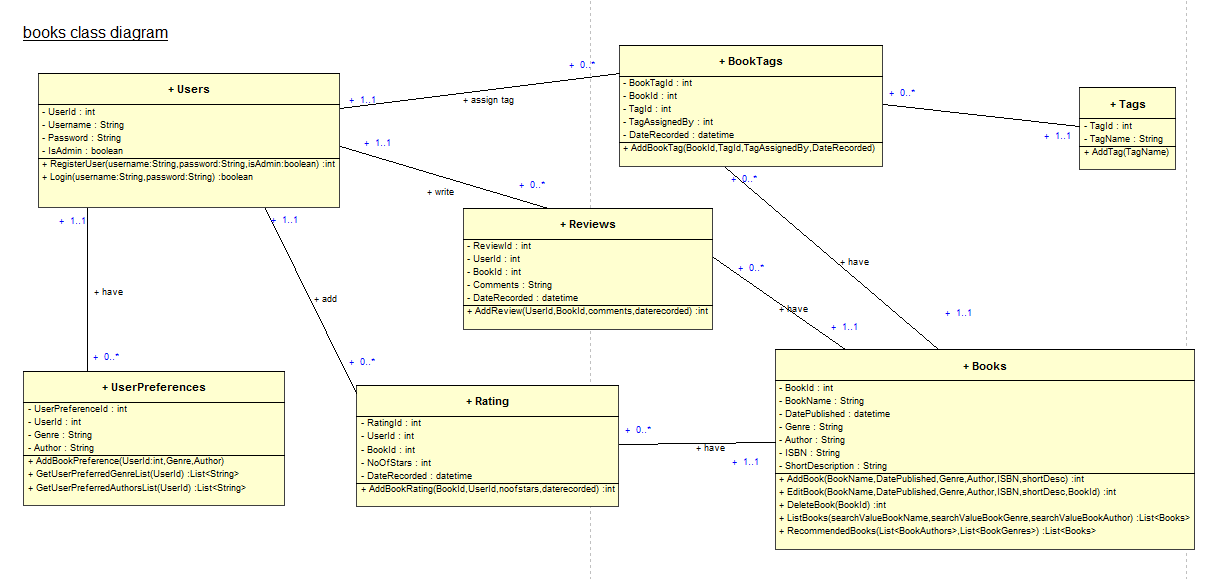 books class diagram
+ Users
- UserId : int
- Username : String
- Password : String
- IsAdmin : boolean
+ RegisterUser(username:String,password:String,isAdmin:boolean) :int
+ Login(username:String,password:String) :boolean
+ 1..1
+ assign tag
+ 0..*
+ BookTags
- BookTagId : int
- BookId : int
- TagId : int
- TagAssignedBy : int
- DateRecorded : datetime
+ AddBookTag(BookId,TagId,TagAssignedBy,DateRecorded)
+ 0..*
+ 1..1
+ Tags
- TagId : int
- TagName : String
+ AddTag(TagName)
+ 1..1
+ write
+ 0..*
+ Reviews
- ReviewId : int
- UserId : int
- BookId : int
- Comments : String
- DateRecorded : datetime
+ AddReview(UserId,BookId,comments,daterecorded) :int
+ 0..*
+ have
+ 1..1
+ 0..*
+ have
+ 1..1
+ 1..1
+ have
+ 0..*
+ 1..1
+ add
+ 0..*
+ UserPreferences
- UserPreferenceId : int
- UserId : int
- Genre : String
- Author : String
+ AddBookPreference(UserId:int,Genre,Author)
+ GetUserPreferredGenreList(UserId) :List<String>
+ GetUserPreferredAuthorsList(UserId) :List<String>
+ Rating
- RatingId : int
- UserId : int
- BookId : int
- NoOfStars : int
- DateRecorded : datetime
+ AddBookRating(BookId,UserId,noofstars,daterecorded) :int
+ 0..*
+ have
+ 1..1
+ Books
- BookId : int
- BookName : String
- DatePublished : datetime
- Genre : String
- Author : String
- ISBN : String
- ShortDescription : String
+ AddBook(BookName,DatePublished,Genre,Author,ISBN,shortDesc) :int
+ EditBook(BookName,DatePublished,Genre,Author,ISBN,shortDesc,BookId) :int
+ DeleteBook(BookId) :int
+ ListBooks(searchValueBookName,searchValueBookGenre,searchValueBookAuthor) :List<Books>
+ RecommendedBooks(List<BookAuthors>,List<BookGenres>) :List<Books>